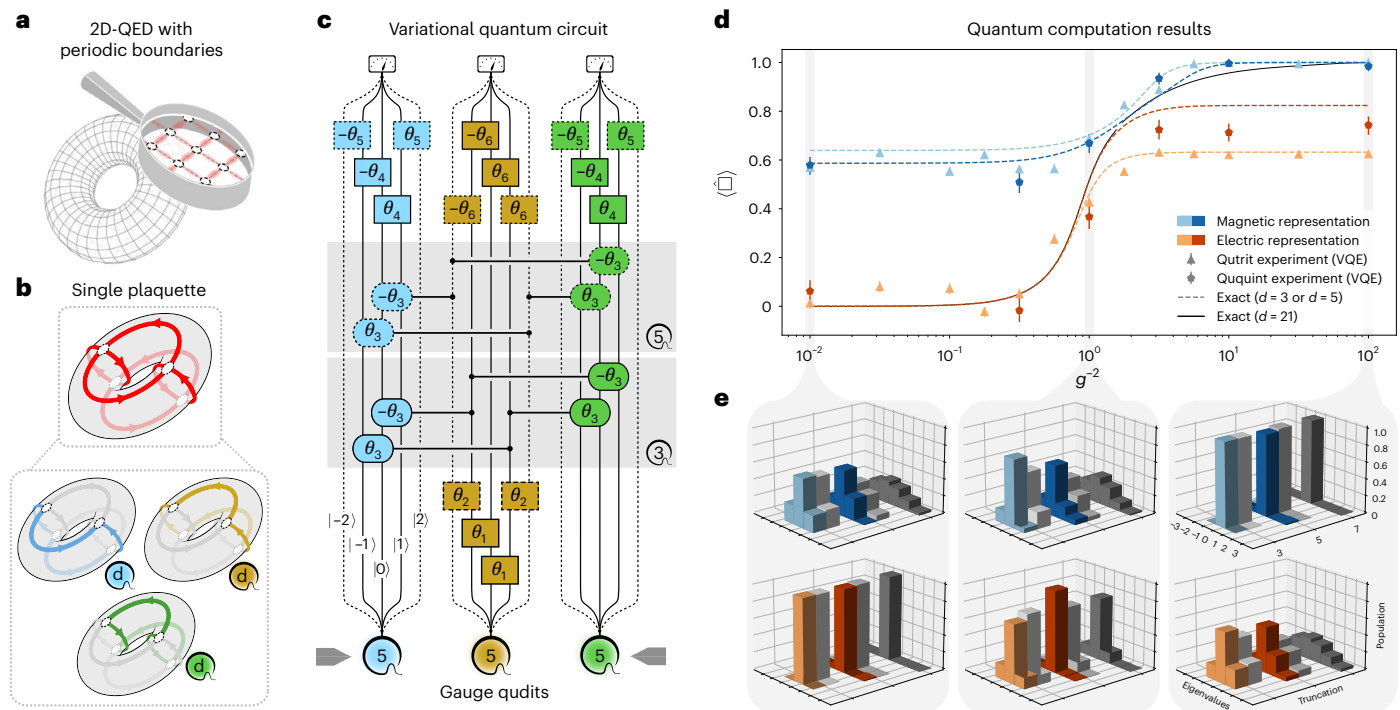 a
2D-QED with
periodic boundaries
b
Single plaquette
d
d
d
c
Variational quantum circuit
−θ5
θ5
−θ6
−θ5
θ5
−θ4
θ6
−θ4
θ4
−θ6
θ6
θ4
−θ3
−θ3
θ3
θ3
5
−θ3
−θ3
θ3
θ3
3
θ2
θ2
|−2⟩
|2⟩
θ1
|−1⟩
|1⟩
|0⟩
θ1
5
5
5
Gauge qudits
d
Quantum computation results
1.0
0.8
0.6
0.4
0.2
0
⟨□̂⟩
10⁻²
10⁻¹
10⁰
10¹
10²
g⁻²
Magnetic representation
Electric representation
Qutrit experiment (VQE)
Ququint experiment (VQE)
Exact (d = 3 or d = 5)
Exact (d = 21)
e
1.0
0.8
0.6
0.4
0.2
0
−3 −2 −1 0 1 2 3
3
5
7
Population
Eigenvalues
Truncation